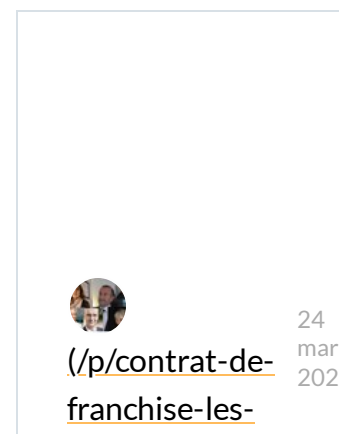 24
mar
202
(/p/contrat-de-
franchise-les-